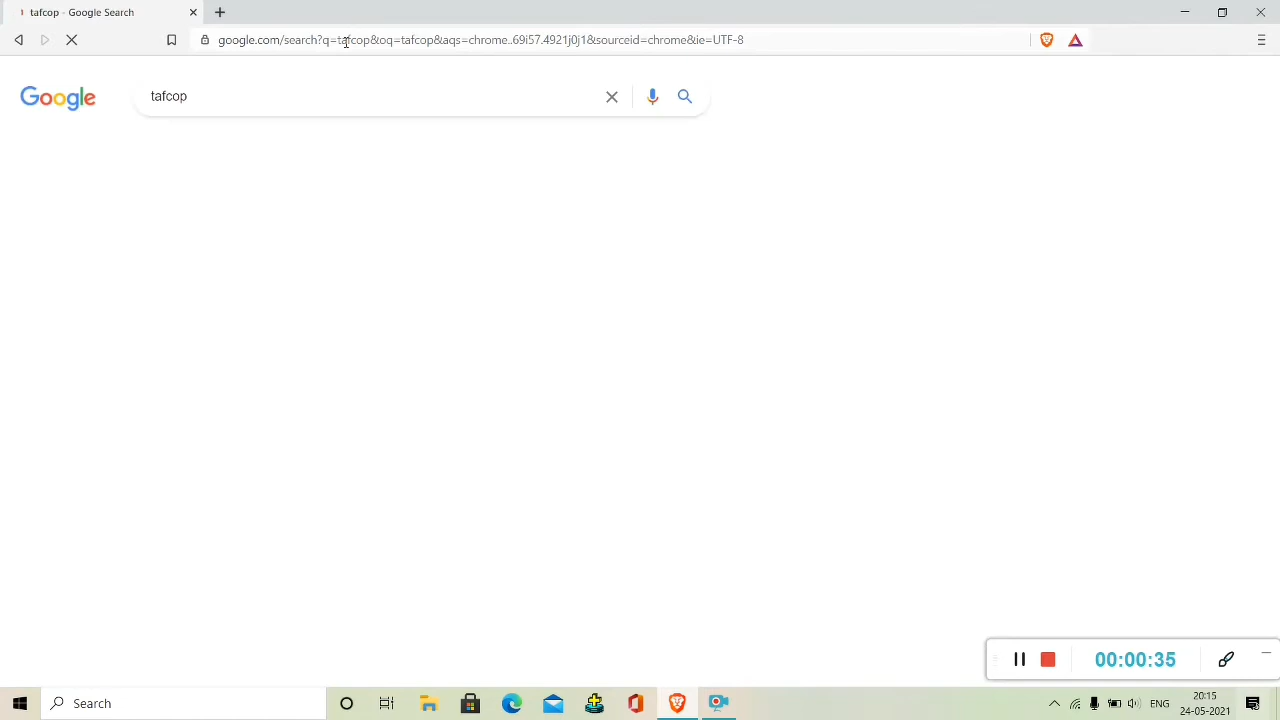 tafcop - Google Search
google.com/search?q=tafcop&oq=tafcop&aqs=chrome..69i57.4921j0j1&sourceid=chrome&ie=UTF-8
Google
tafcop
00:00:35
Search
ENG
20:15
24-05-2021